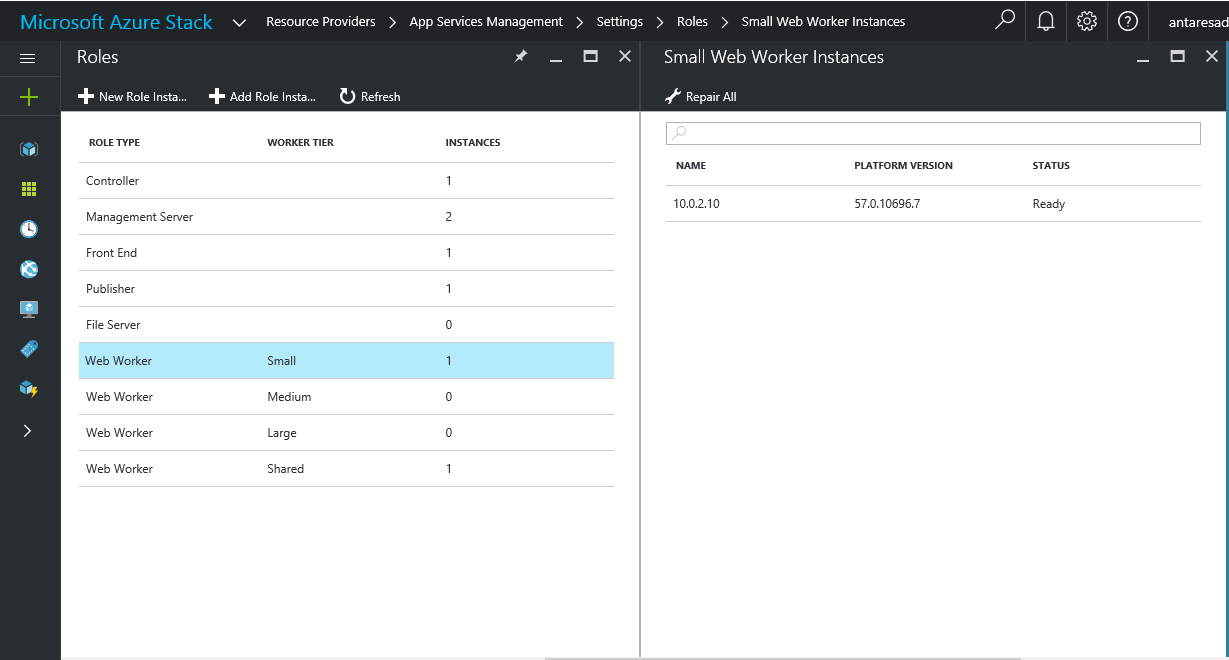 Microsoft Azure Stack Resource Providers App Services Management Settings Roles Small Web Worker Instances antaresad
Roles
New Role Insta... Add Role Insta... Refresh
ROLE TYPE WORKER TIER INSTANCES
Controller 1
Management Server 2
Front End 1
Publisher 1
File Server 0
Web Worker Small 1
Web Worker Medium 0
Web Worker Large 0
Web Worker Shared 1
Small Web Worker Instances
Repair All
NAME PLATFORM VERSION STATUS
10.0.2.10 57.0.10696.7 Ready